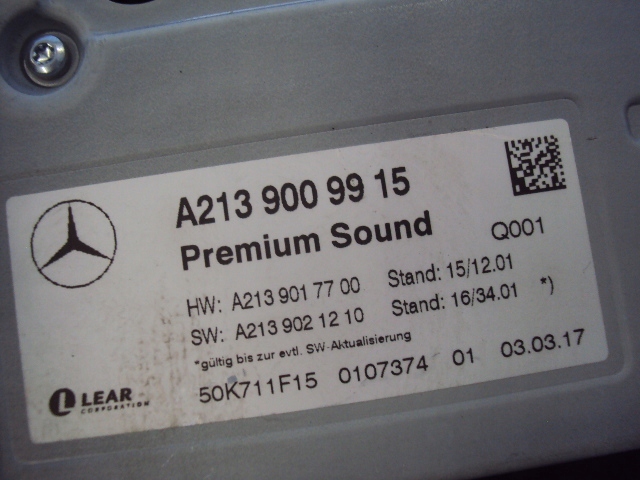 A213 900 99 15
Premium Sound
Q001
HW: A213 901 77 00 Stand: 15/12.01
SW: A213 902 12 10 Stand: 16/34.01 *)
*gültig bis zur evtl. SW-Aktualisierung
LEAR
CORPORATION
50K711F15 0107374 01 03.03.17